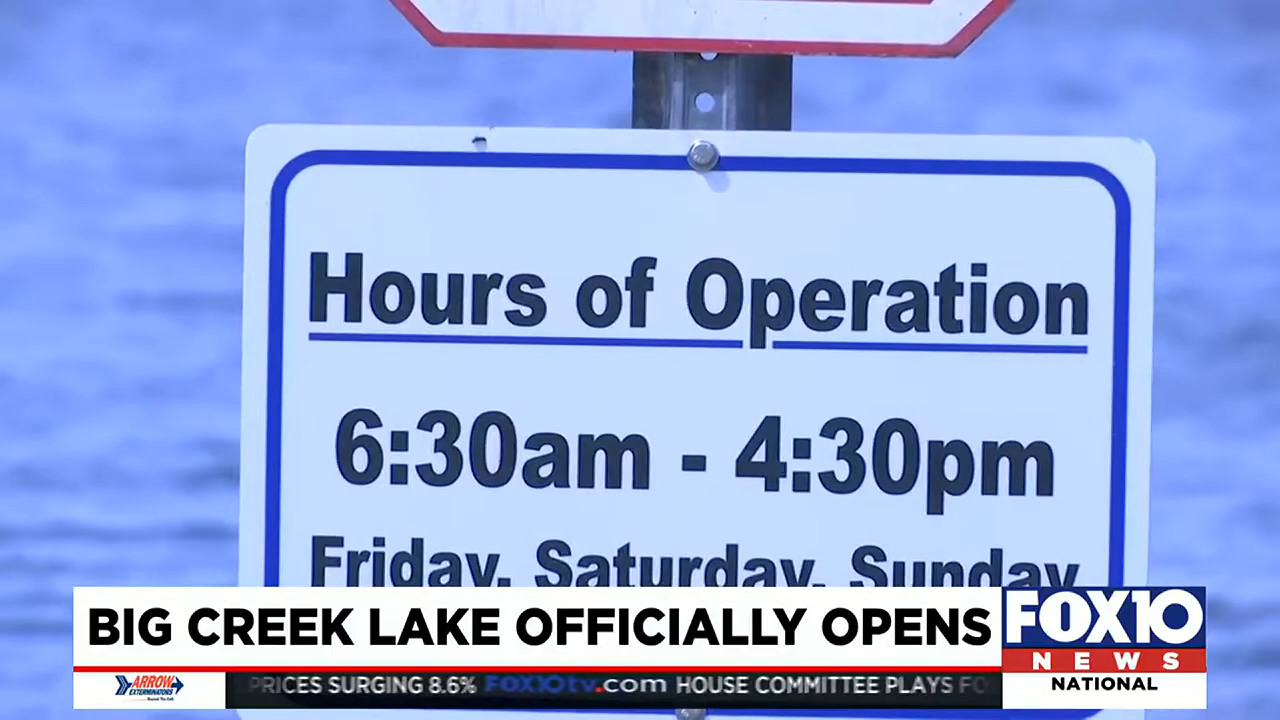 Hours of Operation
6:30am - 4:30pm
Friday, Saturday, Sunday
BIG CREEK LAKE OFFICIALLY OPENS
FOX10
NEWS
NATIONAL
ARROW
EXTERMINATORS
PRICES SURGING 8.6% FOX10tv.com HOUSE COMMITTEE PLAYS